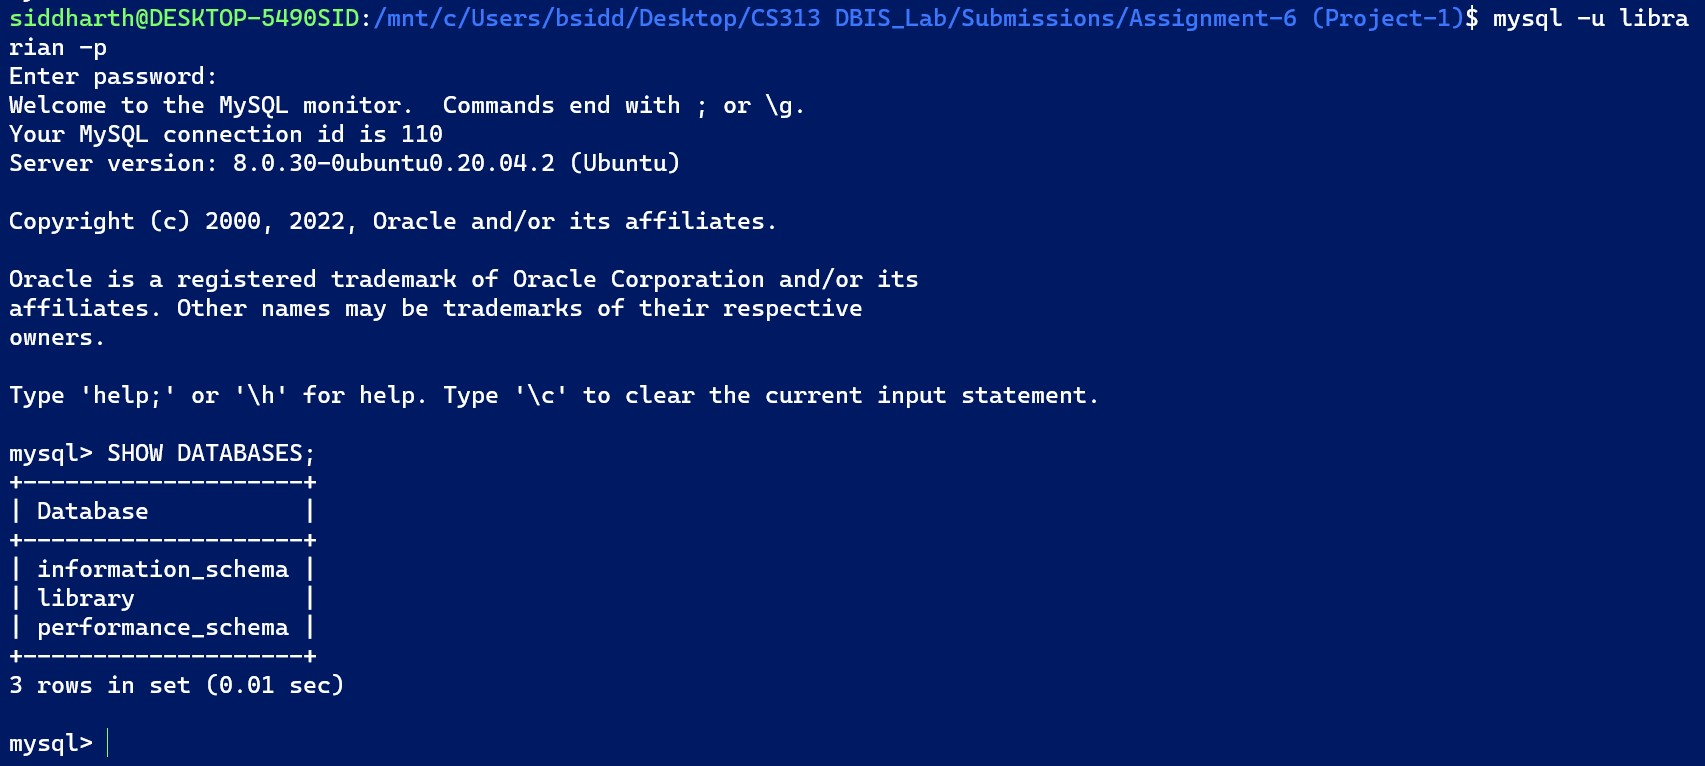 siddharth@DESKTOP-5490SID:/mnt/c/Users/bsidd/Desktop/CS313 DBIS_Lab/Submissions/Assignment-6 (Project-1)$ mysql -u libra
rian -p
Enter password:
Welcome to the MySQL monitor.  Commands end with ; or \g.
Your MySQL connection id is 110
Server version: 8.0.30-0ubuntu0.20.04.2 (Ubuntu)

Copyright (c) 2000, 2022, Oracle and/or its affiliates.

Oracle is a registered trademark of Oracle Corporation and/or its
affiliates. Other names may be trademarks of their respective
owners.

Type 'help;' or '\h' for help. Type '\c' to clear the current input statement.

mysql> SHOW DATABASES;
+--------------------+
| Database           |
+--------------------+
| information_schema |
| library            |
| performance_schema |
+--------------------+
3 rows in set (0.01 sec)

mysql>